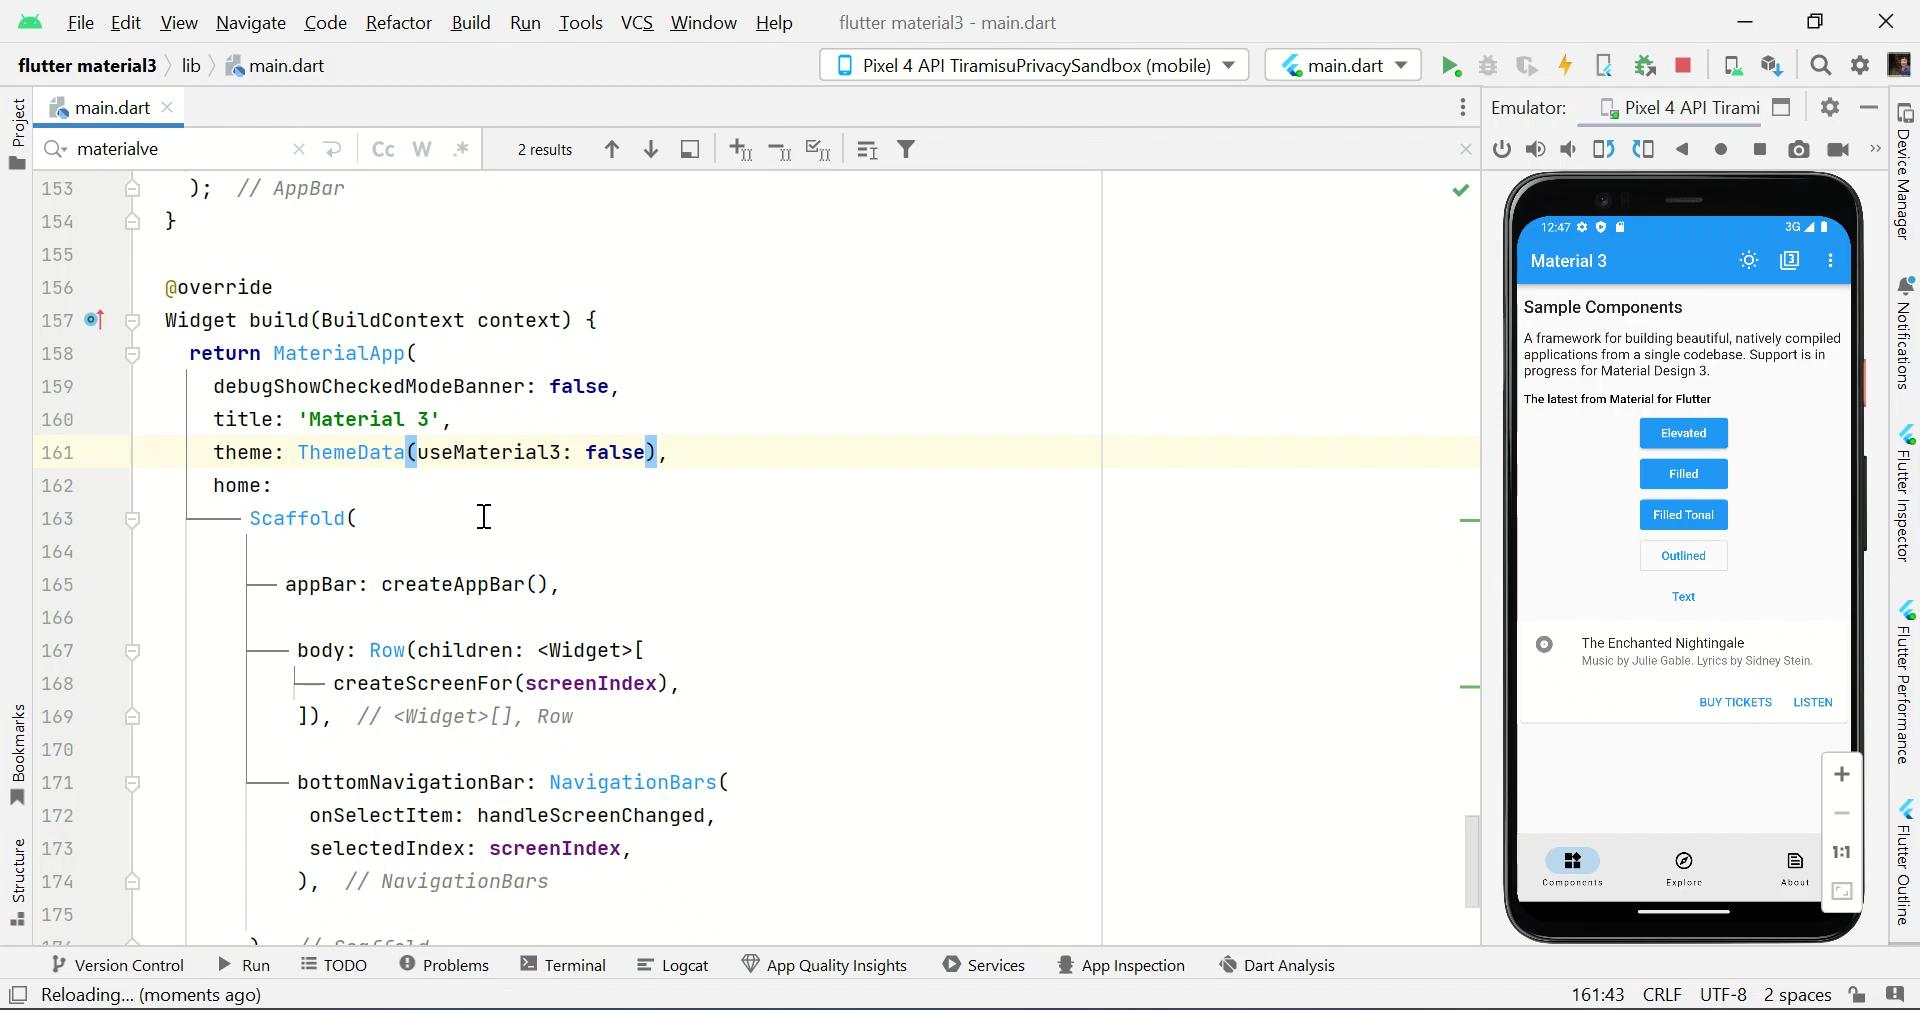 File Edit View Navigate Code Refactor Build Run Tools VCS Window Help flutter material3 - main.dart
flutter material3 lib main.dart Pixel 4 API TiramisuPrivacySandbox (mobile) main.dart
main.dart Emulator: Pixel 4 API Tirami
materialve Cc W .* 2 results
153 ); // AppBar
154 }
155
156 @override
157 Widget build(BuildContext context) {
158 return MaterialApp(
159 debugShowCheckedModeBanner: false,
160 title: 'Material 3',
161 theme: ThemeData(useMaterial3: false),
162 home:
163 Scaffold(
164
165 appBar: createAppBar(),
166
167 body: Row(children: <Widget>[
168 createScreenFor(screenIndex),
169 ]), // <Widget>[], Row
170
171 bottomNavigationBar: NavigationBars(
172 onSelectItem: handleScreenChanged,
173 selectedIndex: screenIndex,
174 ), // NavigationBars
175
176 ) // Scaffold
12:47 3G
Material 3 3
Sample Components
A framework for building beautiful, natively compiled
applications from a single codebase. Support is in
progress for Material Design 3.
The latest from Material for Flutter
Elevated
Filled
Filled Tonal
Outlined
Text
The Enchanted Nightingale
Music by Julie Gable. Lyrics by Sidney Stein.
BUY TICKETS LISTEN
Components Explore About
1:1
Project
Bookmarks
Structure
Device Manager
Notifications
Flutter Inspector
Flutter Performance
Flutter Outline
Version Control Run TODO Problems Terminal Logcat App Quality Insights Services App Inspection Dart Analysis
Reloading... (moments ago) 161:43 CRLF UTF-8 2 spaces